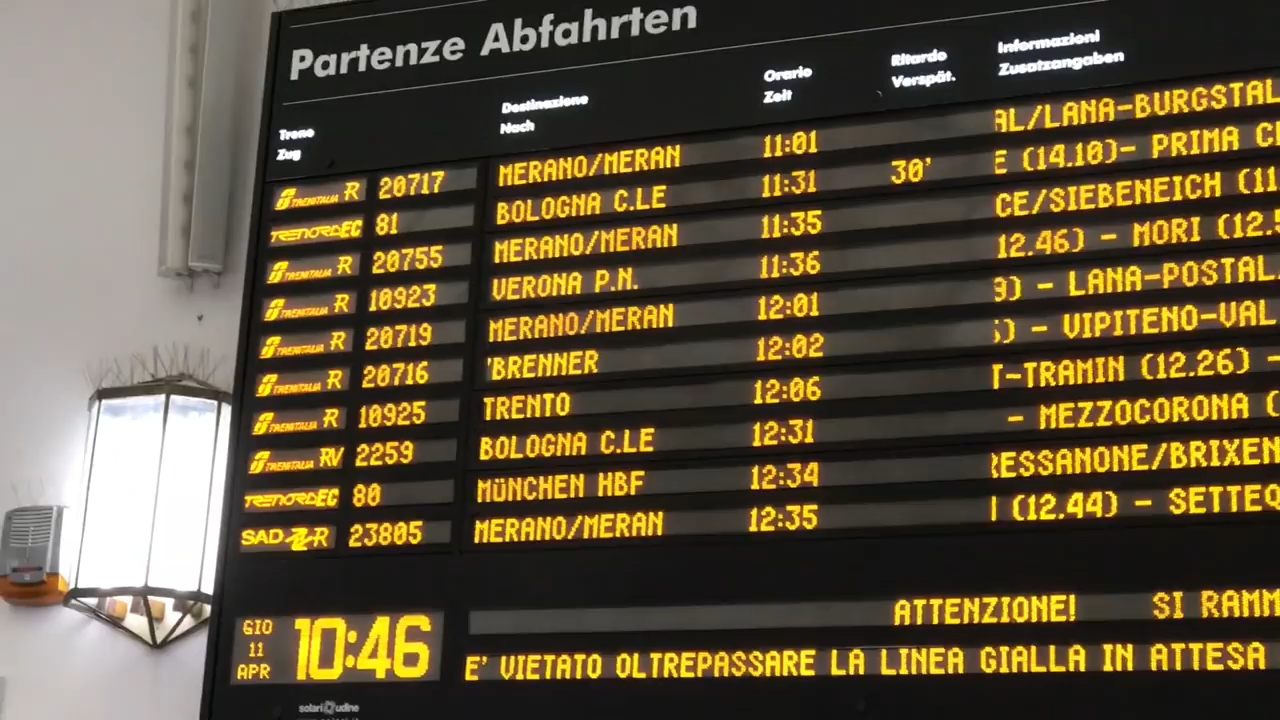 Partenze Abfahrten
Treno Destinazione Orario Ritardo Informazioni
Zug Nach Zeit Verspät. Zusatzangaben
TRENITALIA R 20717 MERANO/MERAN 11:01 AL/LANA-BURGSTAL
TRENORD EC 81 BOLOGNA C.LE 11:31 30' E (14.10)- PRIMA
TRENITALIA R 20755 MERANO/MERAN 11:35 CE/SIEBENEICH (11
TRENITALIA R 10923 VERONA P.N. 11:36 12.46) - MORI (12.5
TRENITALIA R 20719 MERANO/MERAN 12:01 9) - LANA-POSTAL
TRENITALIA R 20716 'BRENNER 12:02 ) - VIPITENO-VAL
TRENITALIA R 10925 TRENTO 12:06 T-TRAMIN (12.26) -
TRENITALIA RV 2259 BOLOGNA C.LE 12:31 - MEZZOCORONA (
TRENORD EC 80 MÜNCHEN HBF 12:34 RESSANONE/BRIXEN
SAD R 23805 MERANO/MERAN 12:35 (12.44) - SETTEQ
GIO 11 APR 10:46
ATTENZIONE! SI RAMM
E' VIETATO OLTREPASSARE LA LINEA GIALLA IN ATTESA
solari udine